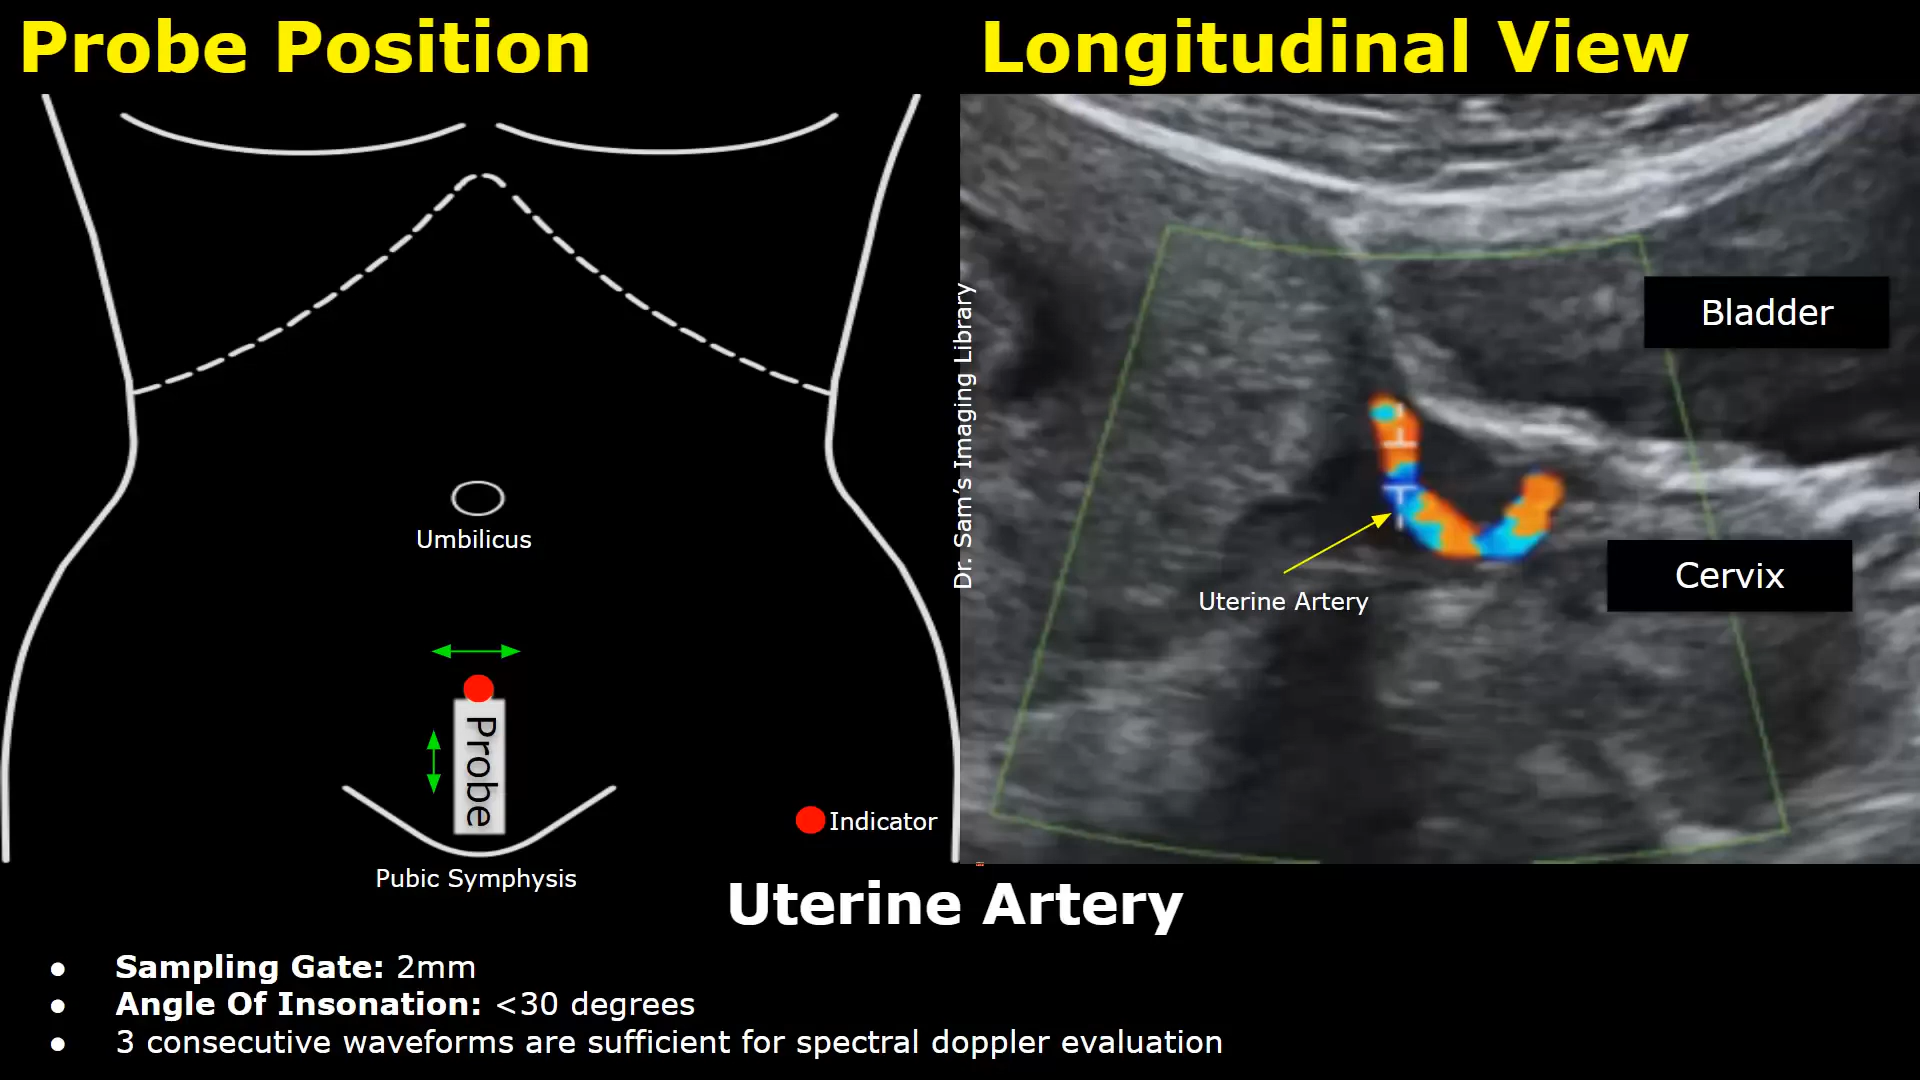 Probe Position
Longitudinal View
Bladder
Dr. Sam's Imaging Library
Umbilicus
Cervix
Uterine Artery
Probe
Indicator
Pubic Symphysis
Uterine Artery
● Sampling Gate: 2mm
● Angle Of Insonation: <30 degrees
● 3 consecutive waveforms are sufficient for spectral doppler evaluation